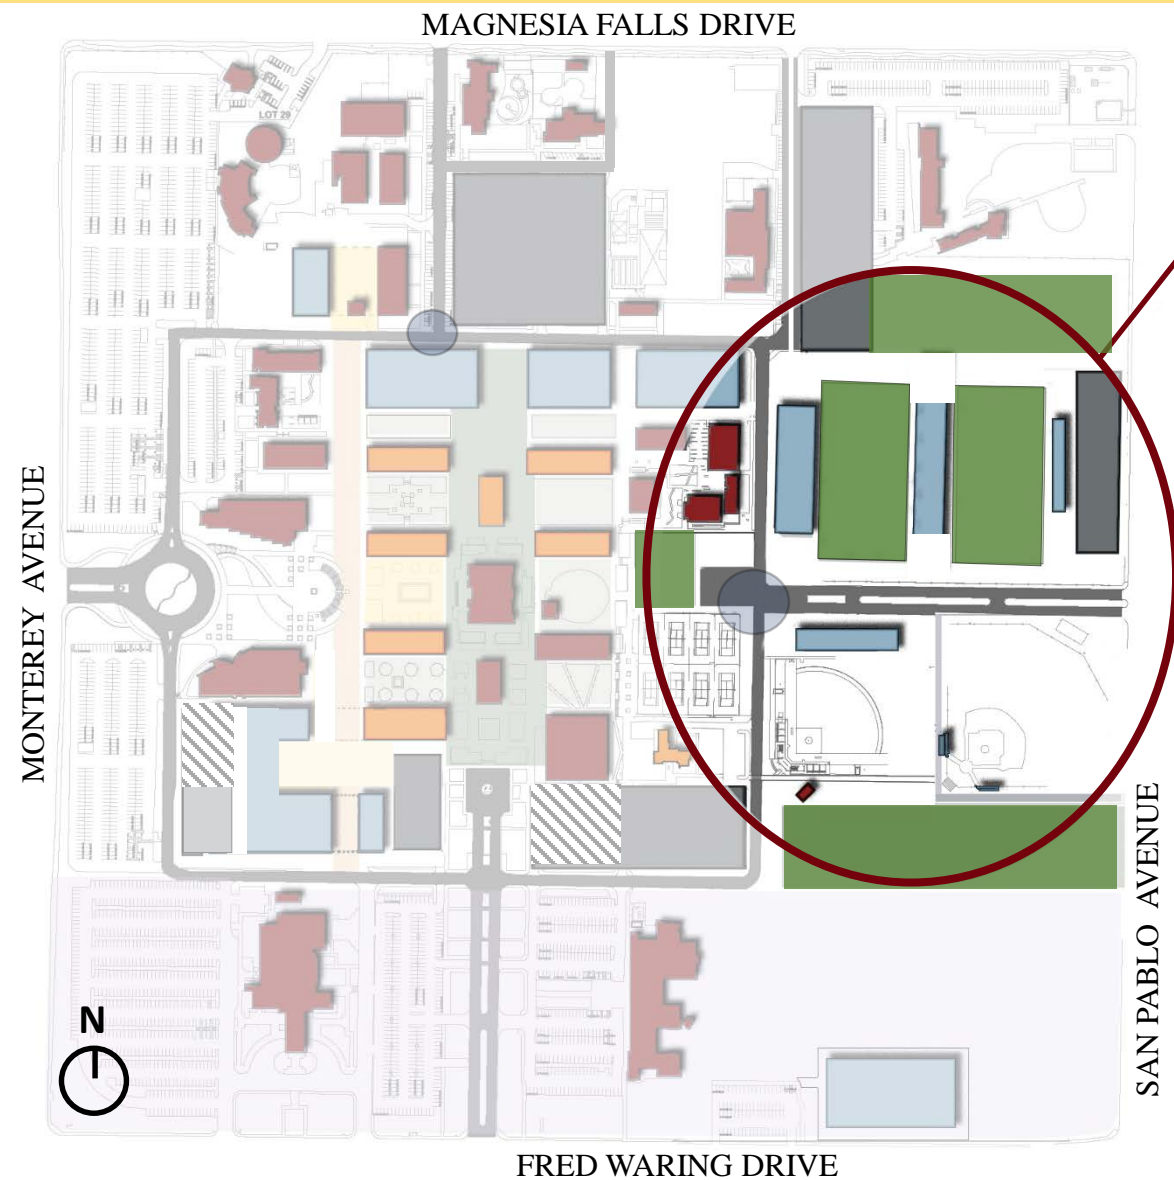 MAGNESIA FALLS DRIVE
LOT 29
MONTEREY AVENUE
SAN PABLO AVENUE
N
FRED WARING DRIVE